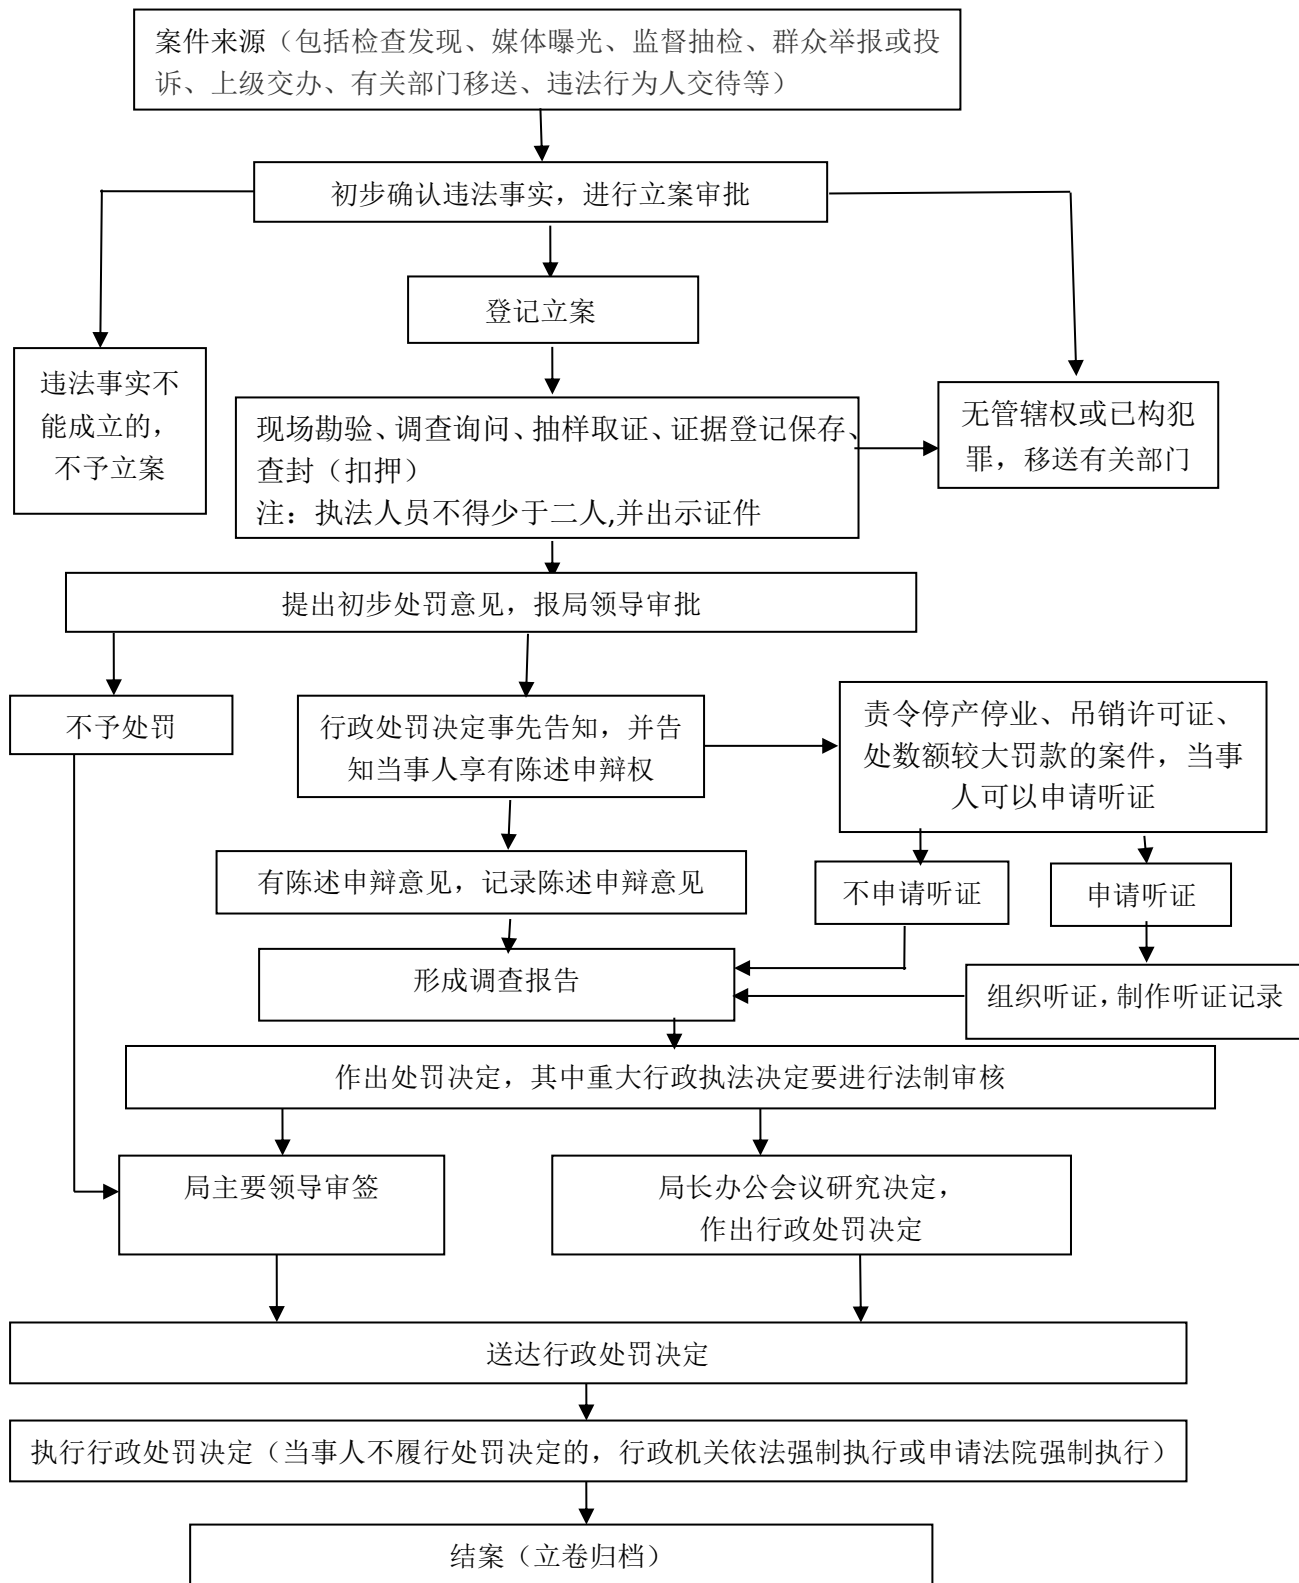 案件来源（包括检查发现、媒体曝光、监督抽检、群众举报或投
诉、上级交办、有关部门移送、违法行为人交待等）
初步确认违法事实，进行立案审批
登记立案
违法事实不
能成立的，
不予立案
现场勘验、调查询问、抽样取证、证据登记保存、
查封（扣押）
注：执法人员不得少于二人,并出示证件
无管辖权或已构犯
罪，移送有关部门
提出初步处罚意见，报局领导审批
不予处罚
行政处罚决定事先告知，并告
知当事人享有陈述申辩权
责令停产停业、吊销许可证、
处数额较大罚款的案件，当事
人可以申请听证
有陈述申辩意见，记录陈述申辩意见
不申请听证
申请听证
形成调查报告
组织听证，制作听证记录
作出处罚决定，其中重大行政执法决定要进行法制审核
局主要领导审签
局长办公会议研究决定，
作出行政处罚决定
送达行政处罚决定
执行行政处罚决定（当事人不履行处罚决定的，行政机关依法强制执行或申请法院强制执行）
结案（立卷归档）